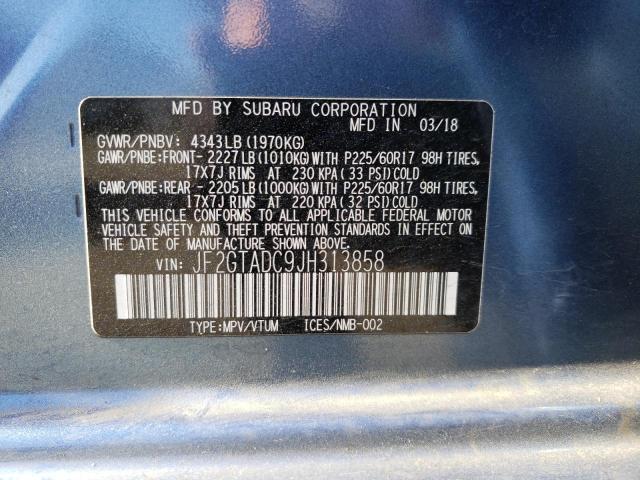 MFD BY SUBARU CORPORATION
MFD IN 03/18
GVWR/PNBV: 4343LB (1970KG)
GAWR/PNBE:FRONT- 2227LB(1010KG)WITH P225/60R17 98H TIRES,
17X7J RIMS AT 230 KPA( 33 PSI)COLD
GAWR/PNBE:REAR - 2205LB(1000KG)WITH P225/60R17 98H TIRES,
17X7J RIMS AT 220 KPA( 32 PSI)COLD
THIS VEHICLE CONFORMS TO ALL APPLICABLE FEDERAL MOTOR
VEHICLE SAFETY AND THEFT PREVENTION STANDARDS IN EFFECT
ON THE DATE OF MANUFACTURE SHOWN ABOVE.
VIN: JF2GTADC9JH313858
TYPE:MPV/VTUM ICES/NMB-002